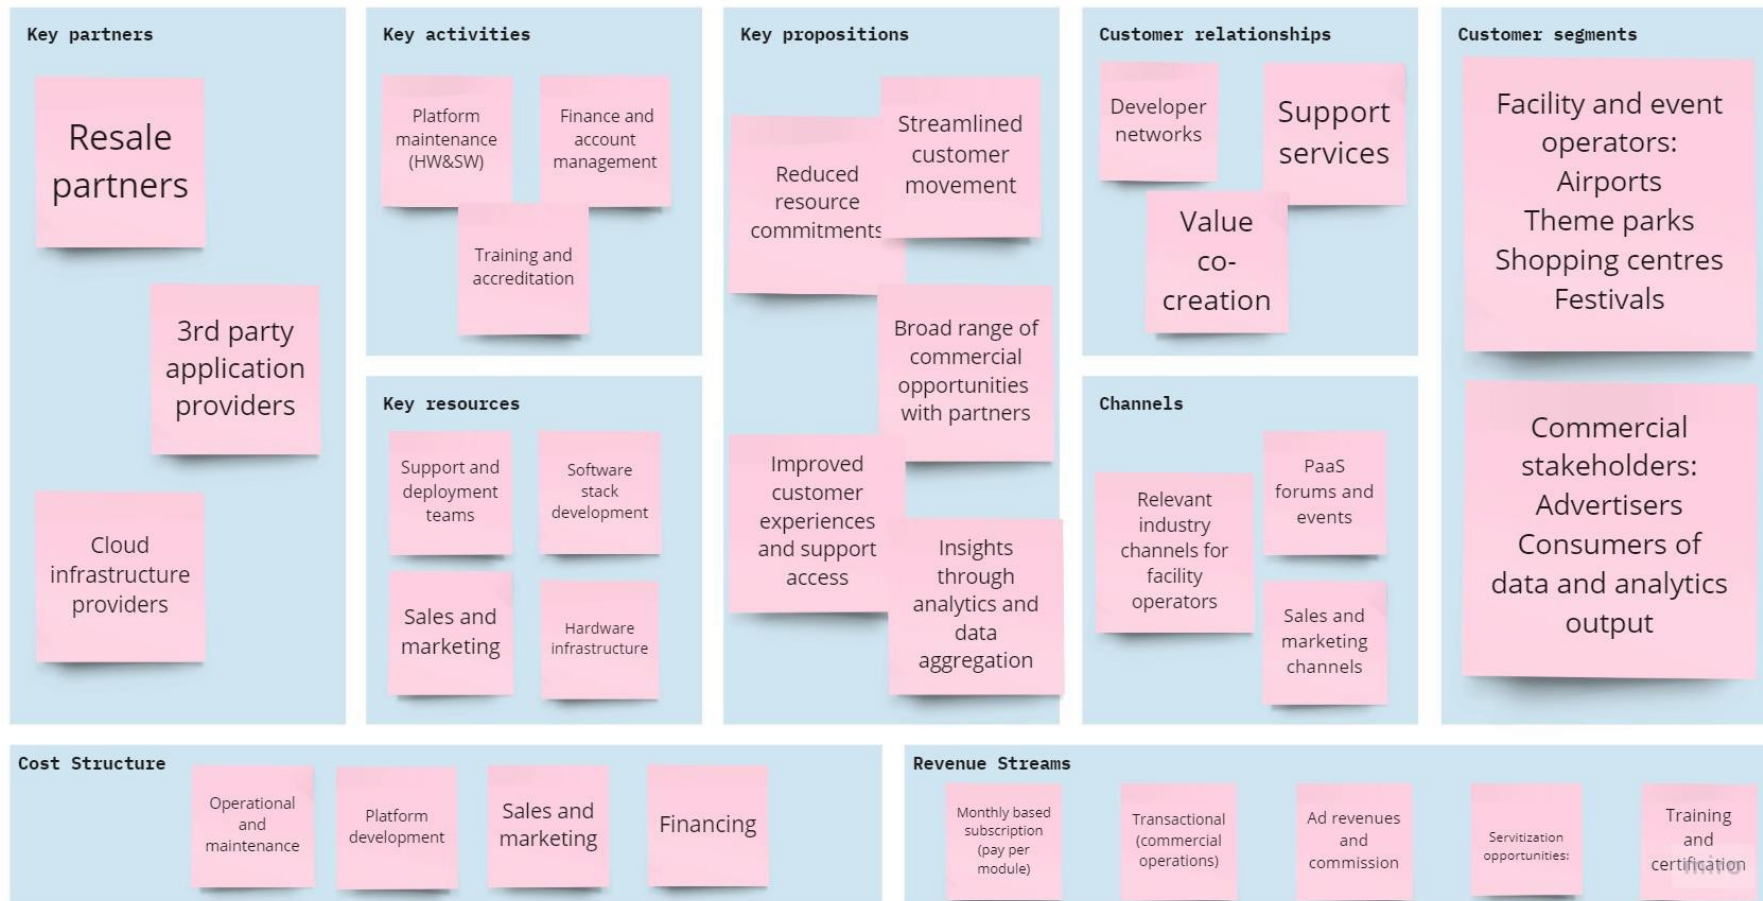 Key partners
Resale
partners
3rd party
application
providers
Cloud
infrastructure
providers
Key activities
Platform
maintenance
(HW&SW)
Finance and
account
management
Training and
accreditation
Key resources
Support and
deployment
teams
Software
stack
development
Sales and
marketing
Hardware
infrastructure
Key propositions
Streamlined
customer
movement
Reduced
resource
commitments
Broad range of
commercial
opportunities
with partners
Improved
customer
experiences
and support
access
Insights
through
analytics and
data
aggregation
Customer relationships
Developer
networks
Support
services
Value
co-
creation
Channels
PaaS
forums and
events
Relevant
industry
channels for
facility
operators
Sales and
marketing
channels
Customer segments
Facility and event
operators:
Airports
Theme parks
Shopping centres
Festivals
Commercial
stakeholders:
Advertisers
Consumers of
data and analytics
output
Cost Structure
Operational
and
maintenance
Platform
development
Sales and
marketing
Financing
Revenue Streams
Monthly based
subscription
(pay per
module)
Transactional
(commercial
operations)
Ad revenues
and
commission
Servitization
opportunities:
Training
and
certification
miro